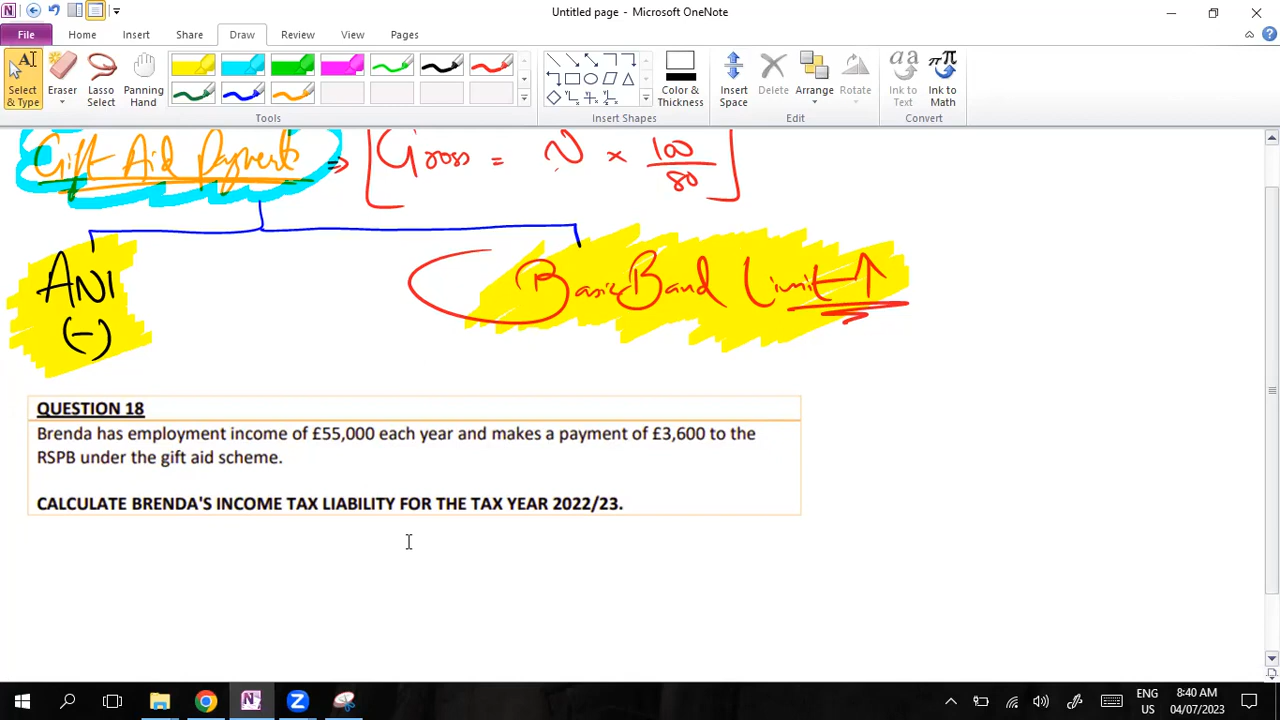 Untitled page - Microsoft OneNote
File Home Insert Share Draw Review View Pages
Select & Type
Eraser
Lasso Select
Panning Hand
Color & Thickness
Insert Space
Delete
Arrange
Rotate
Ink to Text
Ink to Math
Tools
Insert Shapes
Edit
Convert
Gift Aid Payments ⇒ [Gross = N × 100/80]
ANI
(-)
Basic Band Limit ↑
QUESTION 18
Brenda has employment income of £55,000 each year and makes a payment of £3,600 to the
RSPB under the gift aid scheme.
CALCULATE BRENDA'S INCOME TAX LIABILITY FOR THE TAX YEAR 2022/23.
ENG
US
8:40 AM
04/07/2023